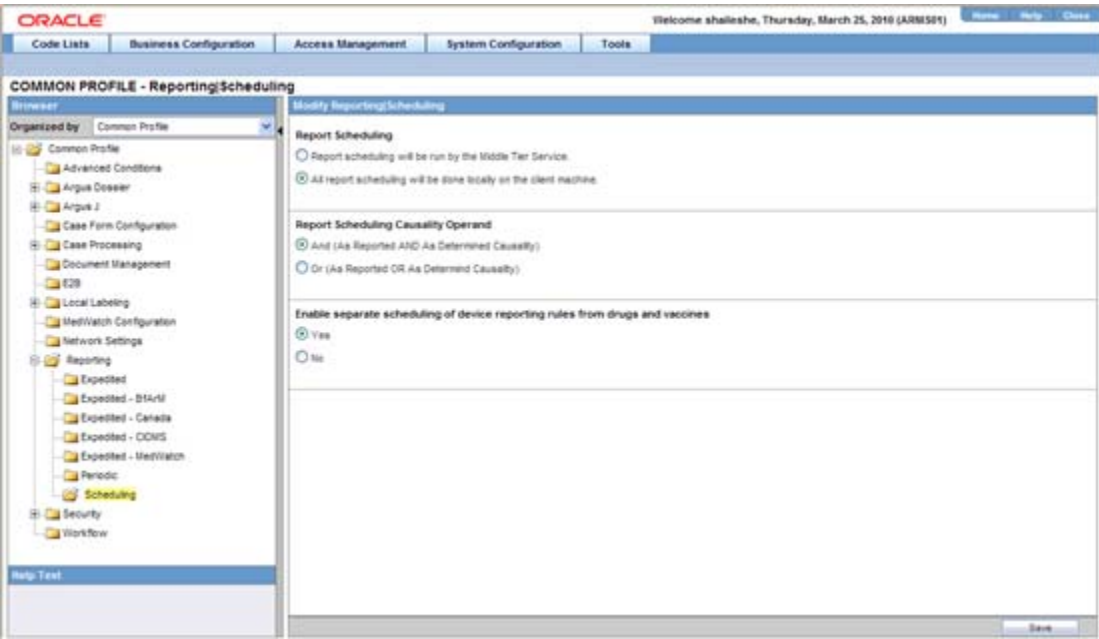 ORACLE
Welcome shaileshe, Thursday, March 25, 2010 (ARMS01)
Home Help Close
Code Lists Business Configuration Access Management System Configuration Tools
COMMON PROFILE - Reporting|Scheduling
Browser
Organized by Common Profile
Common Profile
Advanced Conditions
Argus Dossier
Argus J
Case Form Configuration
Case Processing
Document Management
E2B
Local Labeling
MedWatch Configuration
Network Settings
Reporting
Expedited
Expedited - BfArM
Expedited - Canada
Expedited - CIOMS
Expedited - MedWatch
Periodic
Scheduling
Security
Workflow
Help Text
Modify Reporting|Scheduling
Report Scheduling
Report scheduling will be run by the Middle Tier Service.
All report scheduling will be done locally on the client machine.
Report Scheduling Causality Operand
And (As Reported AND As Determined Causality)
Or (As Reported OR As Determind Causality)
Enable separate scheduling of device reporting rules from drugs and vaccines
Yes
No
Save